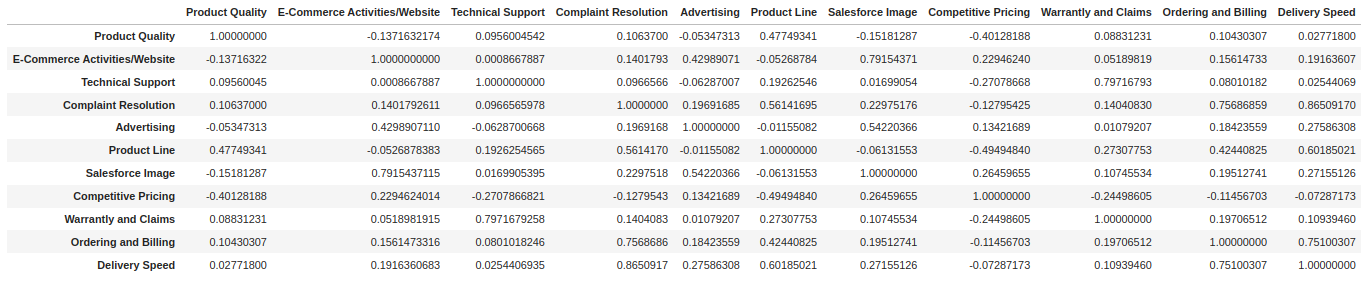 Product Quality E-Commerce Activities/Website Technical Support Complaint Resolution Advertising Product Line Salesforce Image Competitive Pricing Warrantly and Claims Ordering and Billing Delivery Speed
Product Quality 1.00000000 -0.1371632174 0.0956004542 0.1063700 -0.05347313 0.47749341 -0.15181287 -0.40128188 0.08831231 0.10430307 0.02771800
E-Commerce Activities/Website -0.13716322 1.0000000000 0.0008667887 0.1401793 0.42989071 -0.05268784 0.79154371 0.22946240 0.05189819 0.15614733 0.19163607
Technical Support 0.09560045 0.0008667887 1.0000000000 0.0966566 -0.06287007 0.19262546 0.01699054 -0.27078668 0.79716793 0.08010182 0.02544069
Complaint Resolution 0.10637000 0.1401792611 0.0966565978 1.0000000 0.19691685 0.56141695 0.22975176 -0.12795425 0.14040830 0.75686859 0.86509170
Advertising -0.05347313 0.4298907110 -0.0628700668 0.1969168 1.00000000 -0.01155082 0.54220366 0.13421689 0.01079207 0.18423559 0.27586308
Product Line 0.47749341 -0.0526878383 0.1926254565 0.5614170 -0.01155082 1.00000000 -0.06131553 -0.49494840 0.27307753 0.42440825 0.60185021
Salesforce Image -0.15181287 0.7915437115 0.0169905395 0.2297518 0.54220366 -0.06131553 1.00000000 0.26459655 0.10745534 0.19512741 0.27155126
Competitive Pricing -0.40128188 0.2294624014 -0.2707866821 -0.1279543 0.13421689 -0.49494840 0.26459655 1.00000000 -0.24498605 -0.11456703 -0.07287173
Warrantly and Claims 0.08831231 0.0518981915 0.7971679258 0.1404083 0.01079207 0.27307753 0.10745534 -0.24498605 1.00000000 0.19706512 0.10939460
Ordering and Billing 0.10430307 0.1561473316 0.0801018246 0.7568686 0.18423559 0.42440825 0.19512741 -0.11456703 0.19706512 1.00000000 0.75100307
Delivery Speed 0.02771800 0.1916360683 0.0254406935 0.8650917 0.27586308 0.60185021 0.27155126 -0.07287173 0.10939460 0.75100307 1.00000000